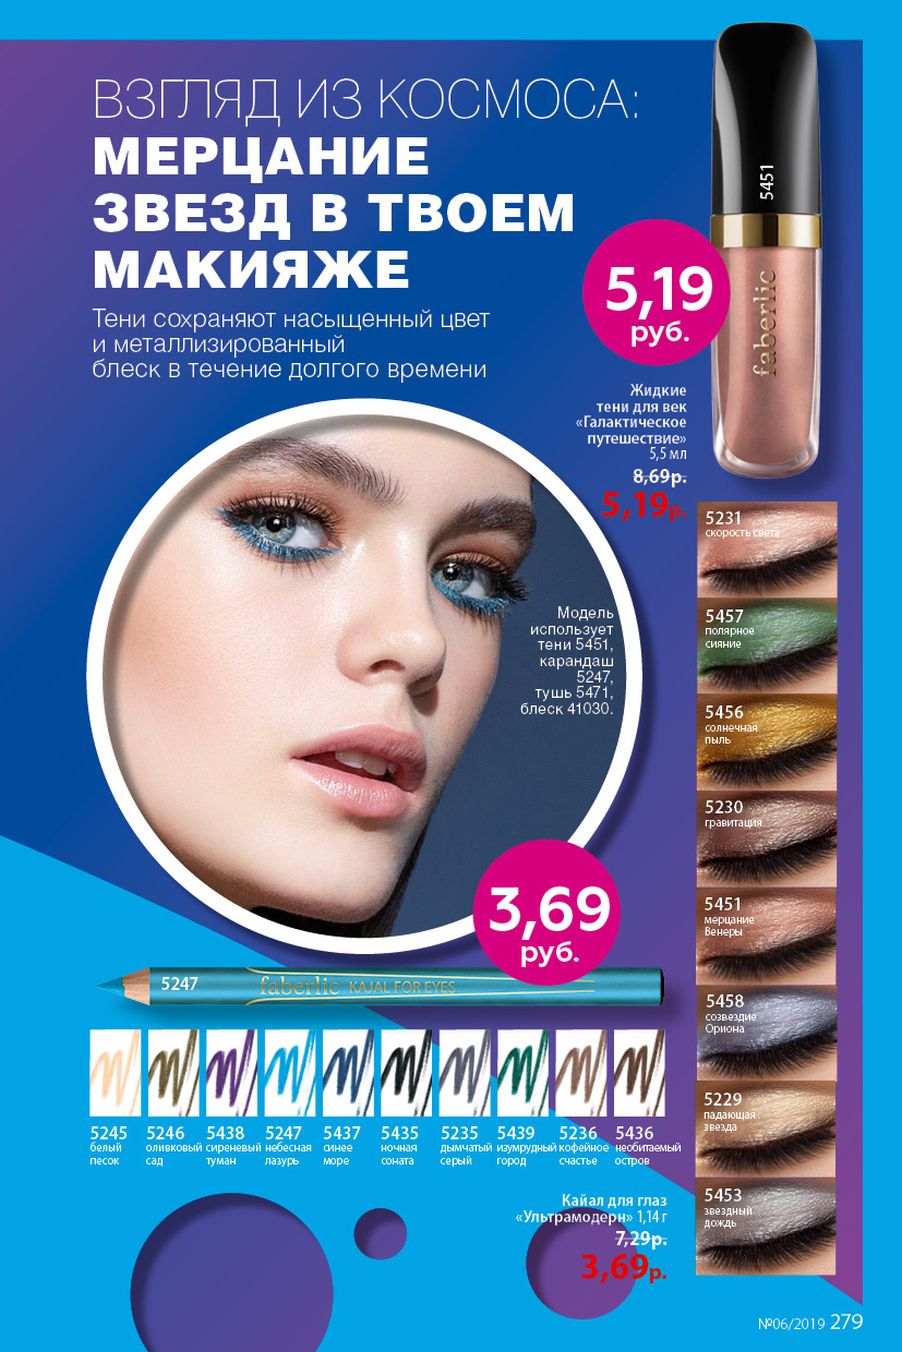 ВЗГЛЯД ИЗ КОСМОСА:
МЕРЦАНИЕ
ЗВЕЗД В ТВОЕМ
МАКИЯЖЕ
Тени сохраняют насыщенный цвет
и металлизированный
блеск в течение долгого времени
5451
faberlic
5,19
руб.
Жидкие
тени для век
«Галактическое
путешествие»
5,5 мл
8,69р.
5,19р.
Модель
использует
тени 5451,
карандаш
5247,
тушь 5471,
блеск 41030.
5231
скорость света
5457
полярное
сияние
5456
солнечная
пыль
5230
гравитация
5451
мерцание
Венеры
5458
созвездие
Ориона
5229
падающая
звезда
5453
звездный
дождь
3,69
руб.
5247
faberlic KAJAL FOR EYES
5245
белый
песок
5246
оливковый
сад
5438
сиреневый
туман
5247
небесная
лазурь
5437
синее
море
5435
ночная
соната
5235
дымчатый
серый
5439
изумрудный
город
5236
кофейное
счастье
5436
необитаемый
остров
Кайал для глаз
«Ультрамодерн» 1,14 г
7,29р.
3,69р.
№06/2019 279